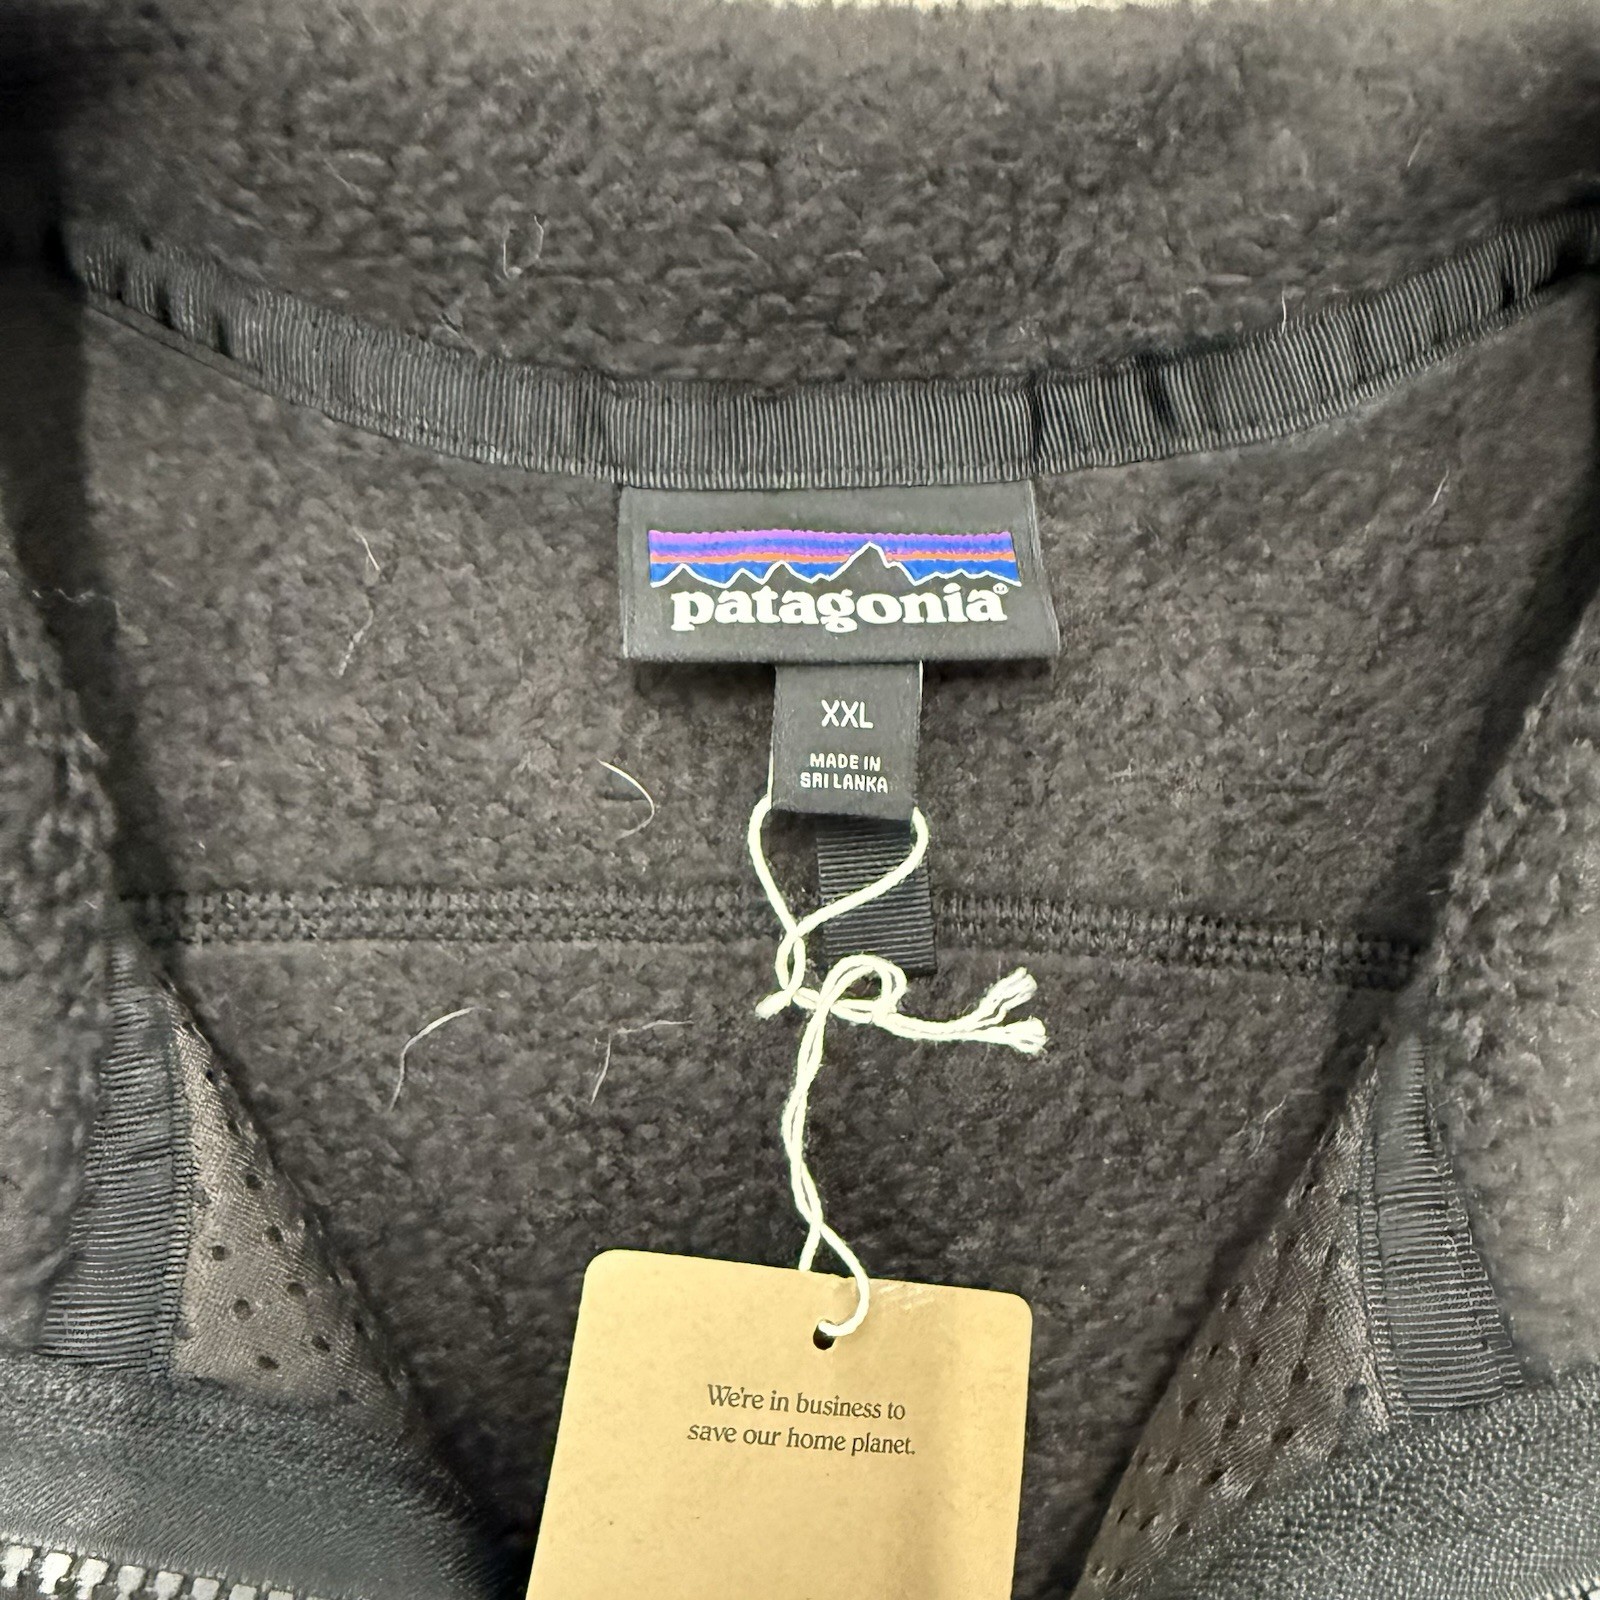 patagonia®
XXL
MADE IN
SRI LANKA
We're in business to
save our home planet.